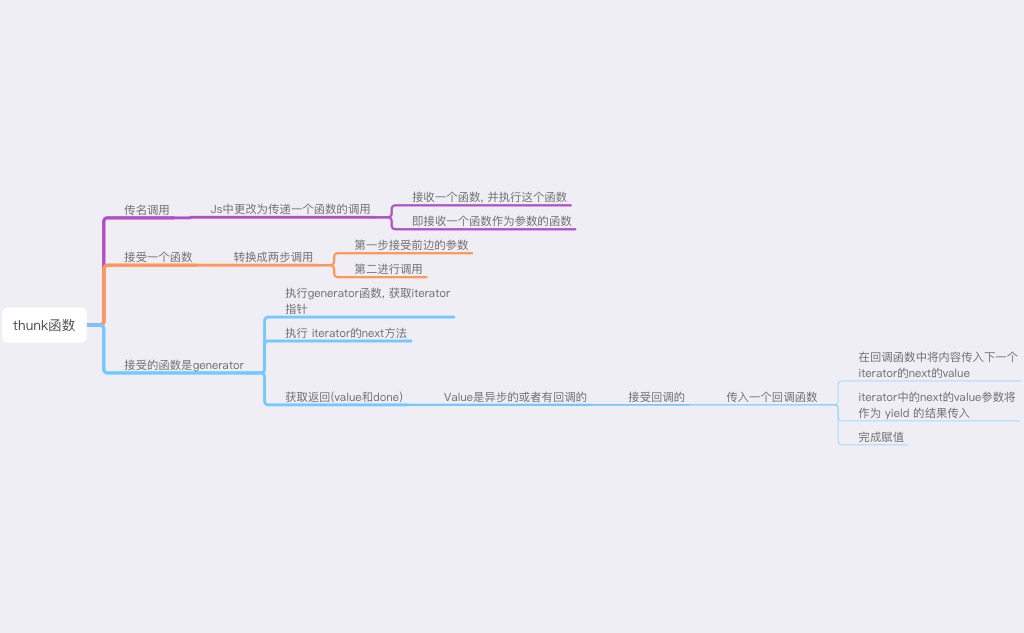 thunk函数
传名调用
Js中更改为传递一个函数的调用
接收一个函数, 并执行这个函数
即接收一个函数作为参数的函数
接受一个函数
转换成两步调用
第一步接受前边的参数
第二进行调用
接受的函数是generator
执行generator函数, 获取iterator
指针
执行 iterator的next方法
获取返回(value和done)
Value是异步的或者有回调的
接受回调的
传入一个回调函数
在回调函数中将内容传入下一个
iterator的next的value
iterator中的next的value参数将
作为 yield 的结果传入
完成赋值